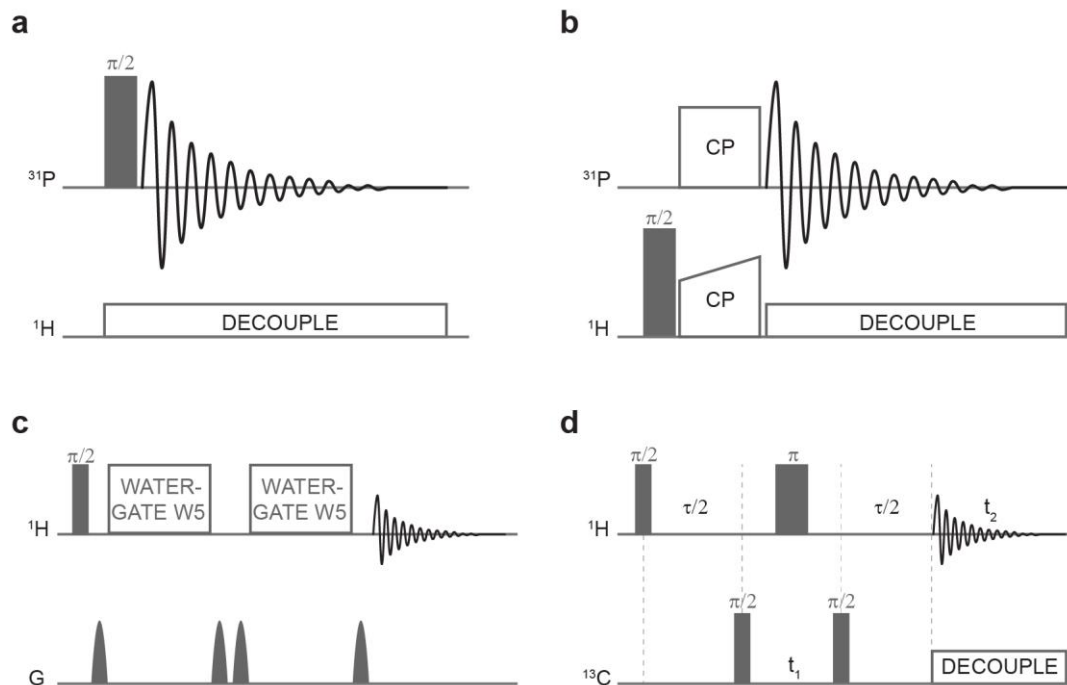 a
π/2
³¹P
¹H
DECOUPLE
b
CP
³¹P
π/2
CP
¹H
DECOUPLE
c
π/2
WATER-
GATE W5
WATER-
GATE W5
¹H
G
d
π/2
π
τ/2
τ/2
t₂
¹H
π/2
π/2
t₁
¹³C
DECOUPLE